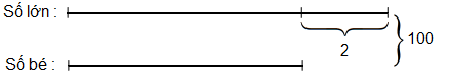 Số lớn :
2
100
Số bé :